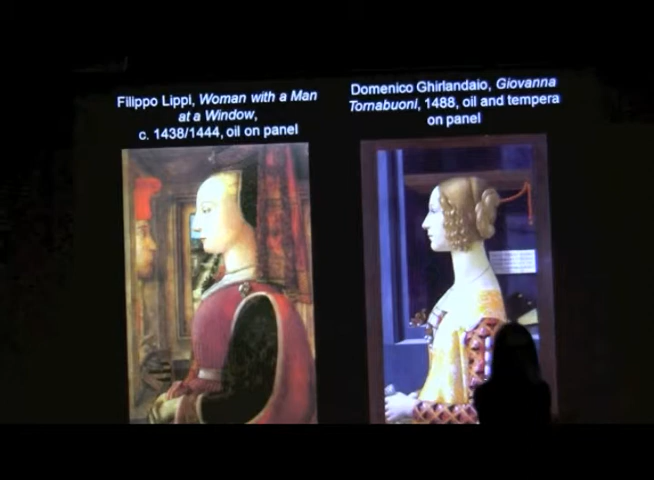 Filippo Lippi, Woman with a Man
at a Window,
c. 1438/1444, oil on panel
Domenico Ghirlandaio, Giovanna
Tornabuoni, 1488, oil and tempera
on panel